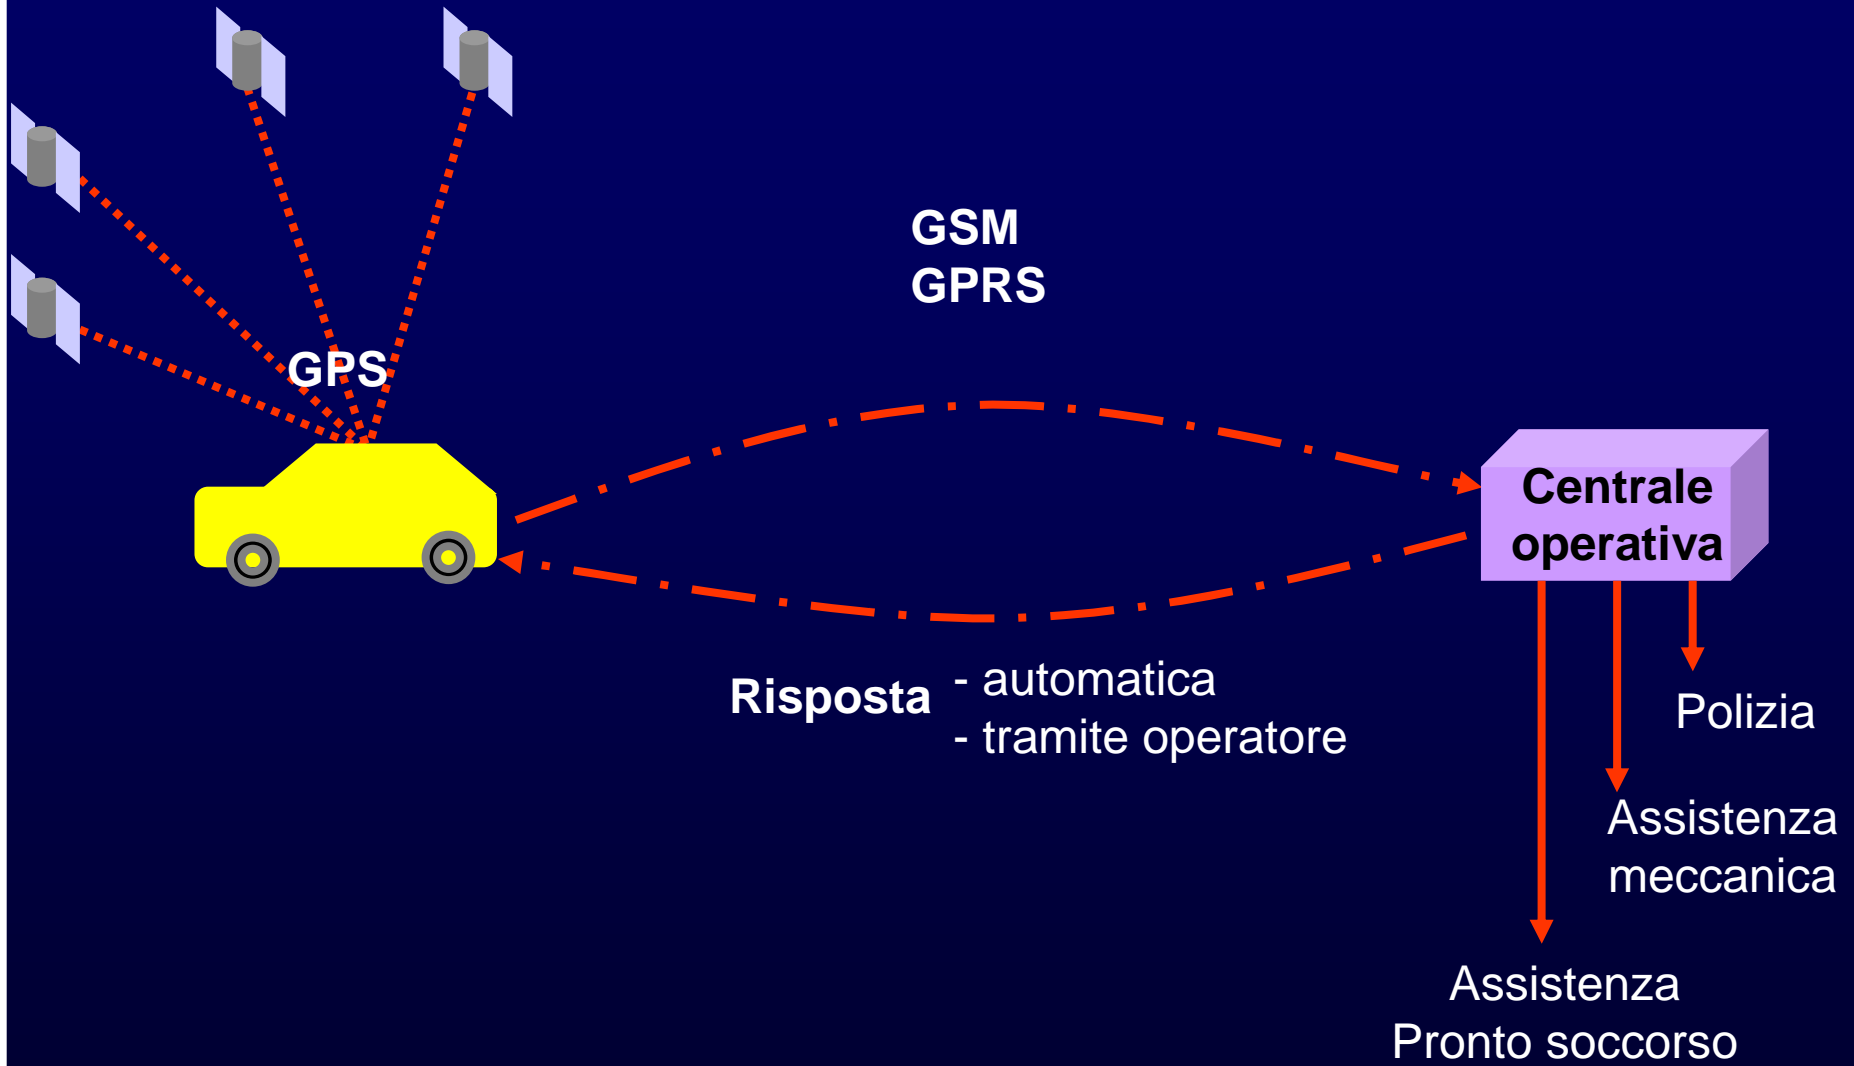 GSM
GPRS
GPS
Centrale
operativa
Risposta
- automatica
- tramite operatore
Polizia
Assistenza
meccanica
Assistenza
Pronto soccorso